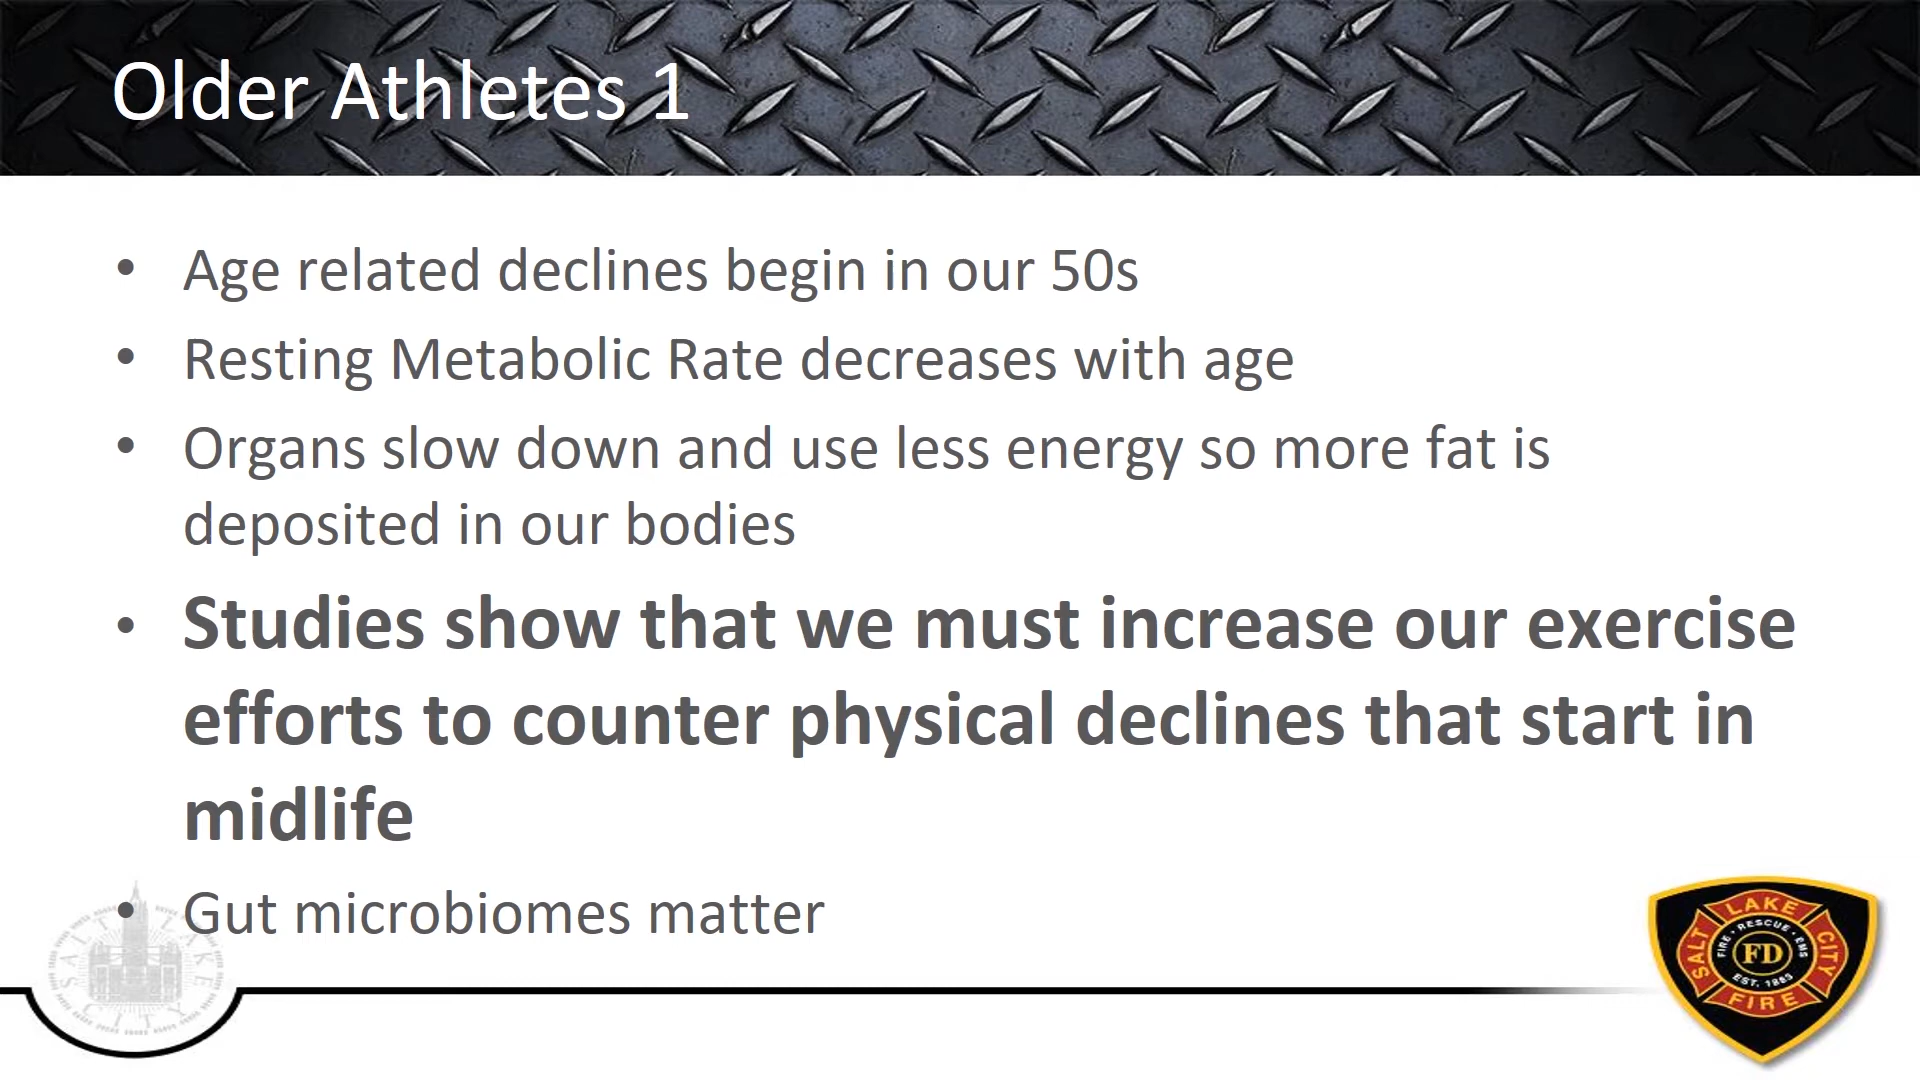 Older Athletes 1
• Age related declines begin in our 50s
• Resting Metabolic Rate decreases with age
• Organs slow down and use less energy so more fat is
deposited in our bodies
• Studies show that we must increase our exercise
efforts to counter physical declines that start in
midlife
• Gut microbiomes matter
SALT LAKE
CITY
LAKE
SALT
CITY
FIRE • RESCUE • EMS
FD
EST. 1883
FIRE